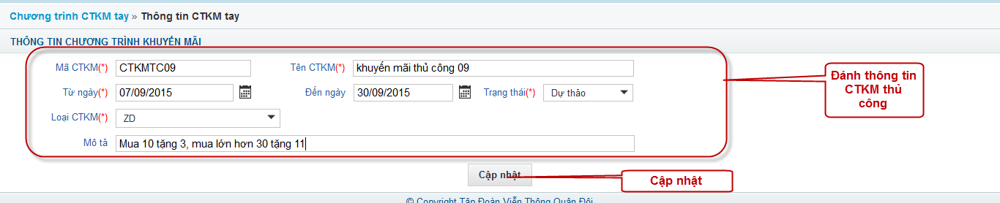 Chương trình CTKM tay » Thông tin CTKM tay
THÔNG TIN CHƯƠNG TRÌNH KHUYẾN MÃI
Mã CTKM(*) CTKMTC09 Tên CTKM(*) khuyến mãi thủ công 09
Từ ngày(*) 07/09/2015 Đến ngày 30/09/2015 Trạng thái(*) Dự thảo
Loại CTKM(*) ZD
Mô tả Mua 10 tặng 3, mua lớn hơn 30 tặng 11
Đánh thông tin
CTKM thủ
công
Cập nhật
Cập nhật
© Copyright Tập Đoàn Viễn Thông Quân Đội